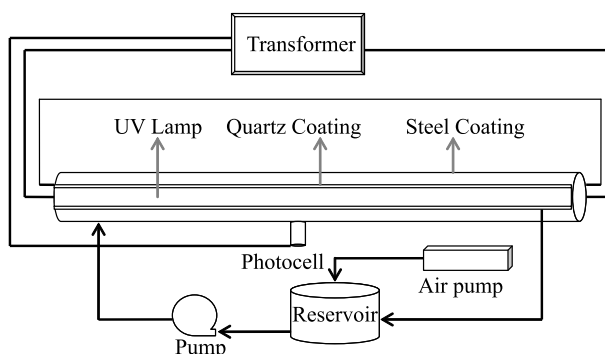 Transformer
UV Lamp
Quartz Coating
Steel Coating
Photocell
Air pump
Reservoir
Pump